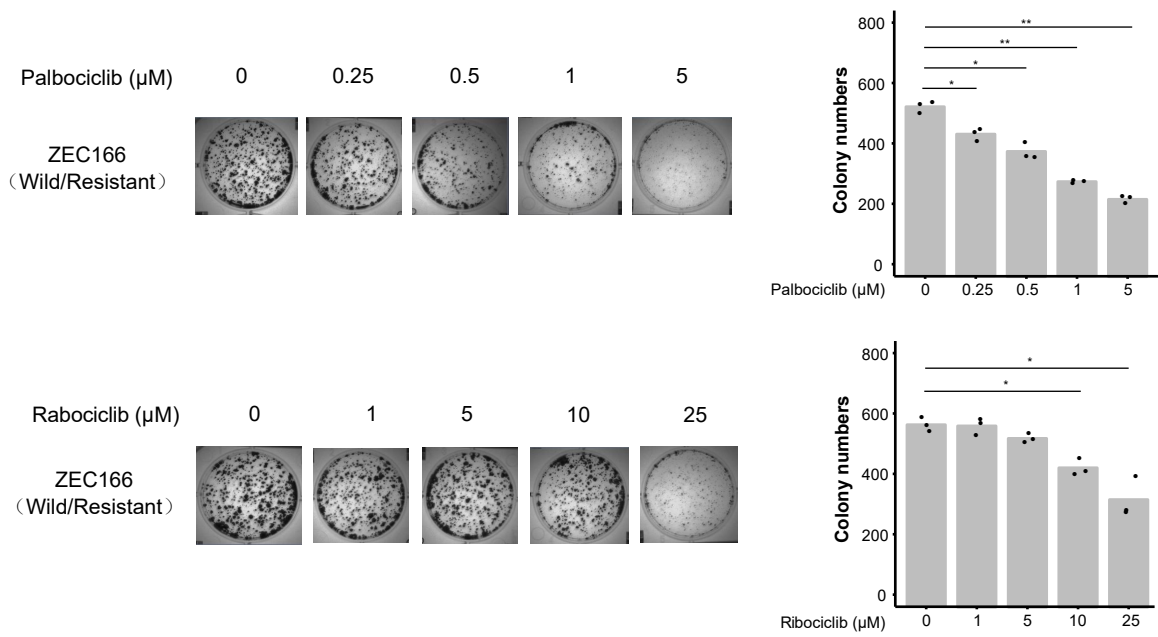 Palbociclib (μM) 0 0.25 0.5 1 5
ZEC166
（Wild/Resistant）
Colony numbers
800
600
400
200
0
**
**
*
*
Palbociclib (μM) 0 0.25 0.5 1 5
Rabociclib (μM) 0 1 5 10 25
ZEC166
（Wild/Resistant）
Colony numbers
800
600
400
200
0
*
*
Ribociclib (μM) 0 1 5 10 25